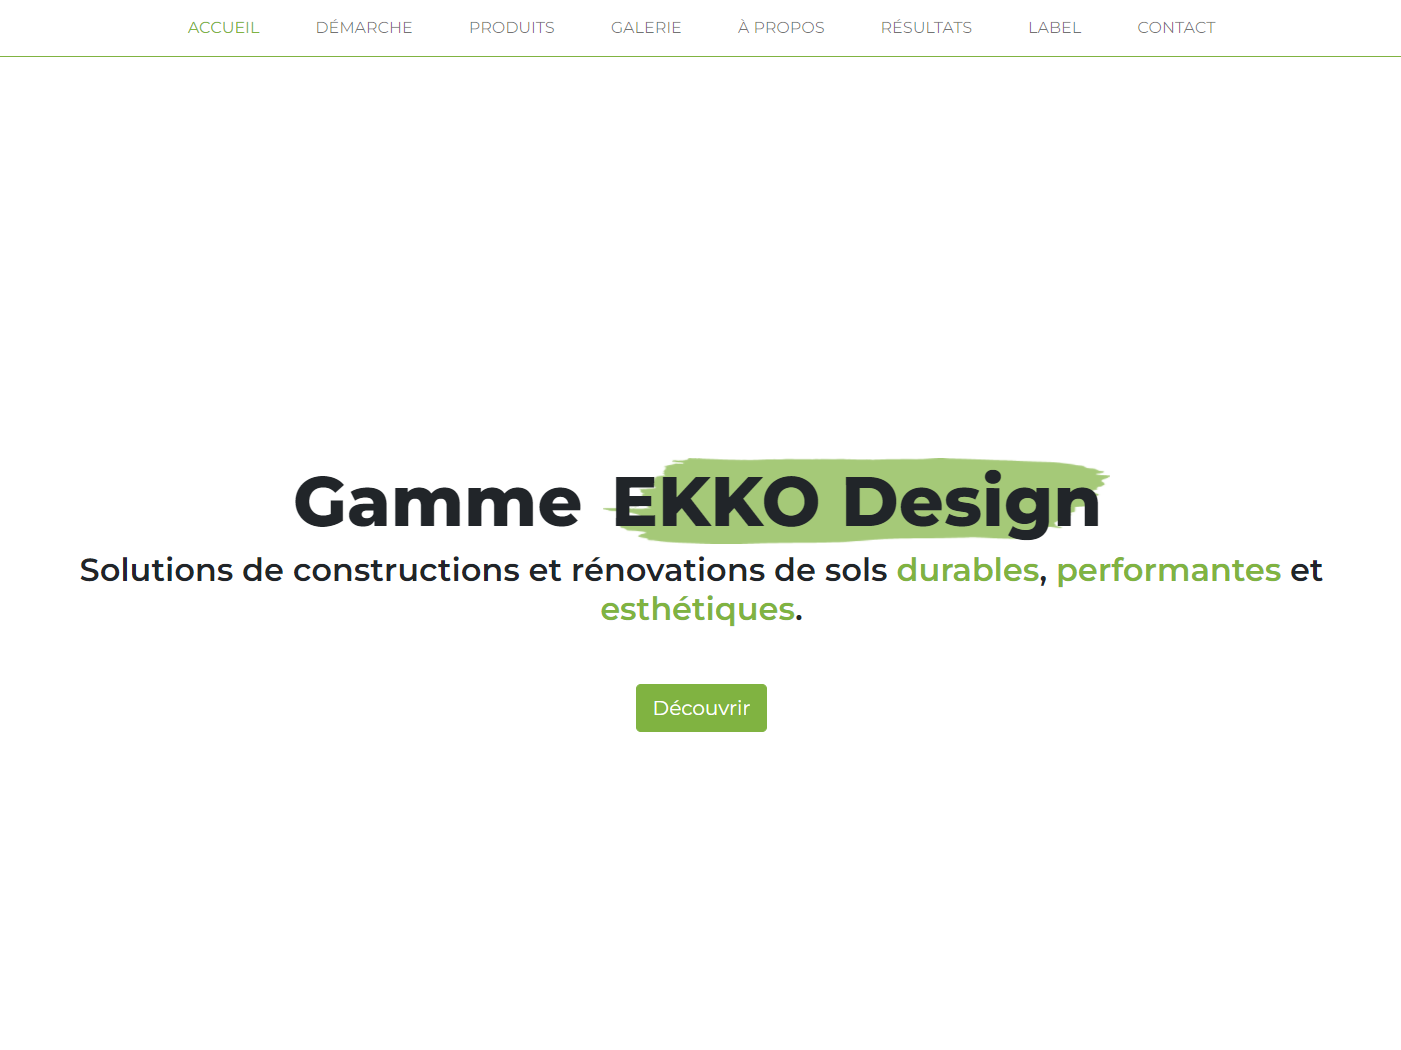 ACCUEIL DÉMARCHE PRODUITS GALERIE À PROPOS RÉSULTATS LABEL CONTACT
Gamme EKKO Design
Solutions de constructions et rénovations de sols durables, performantes et
esthétiques.
Découvrir